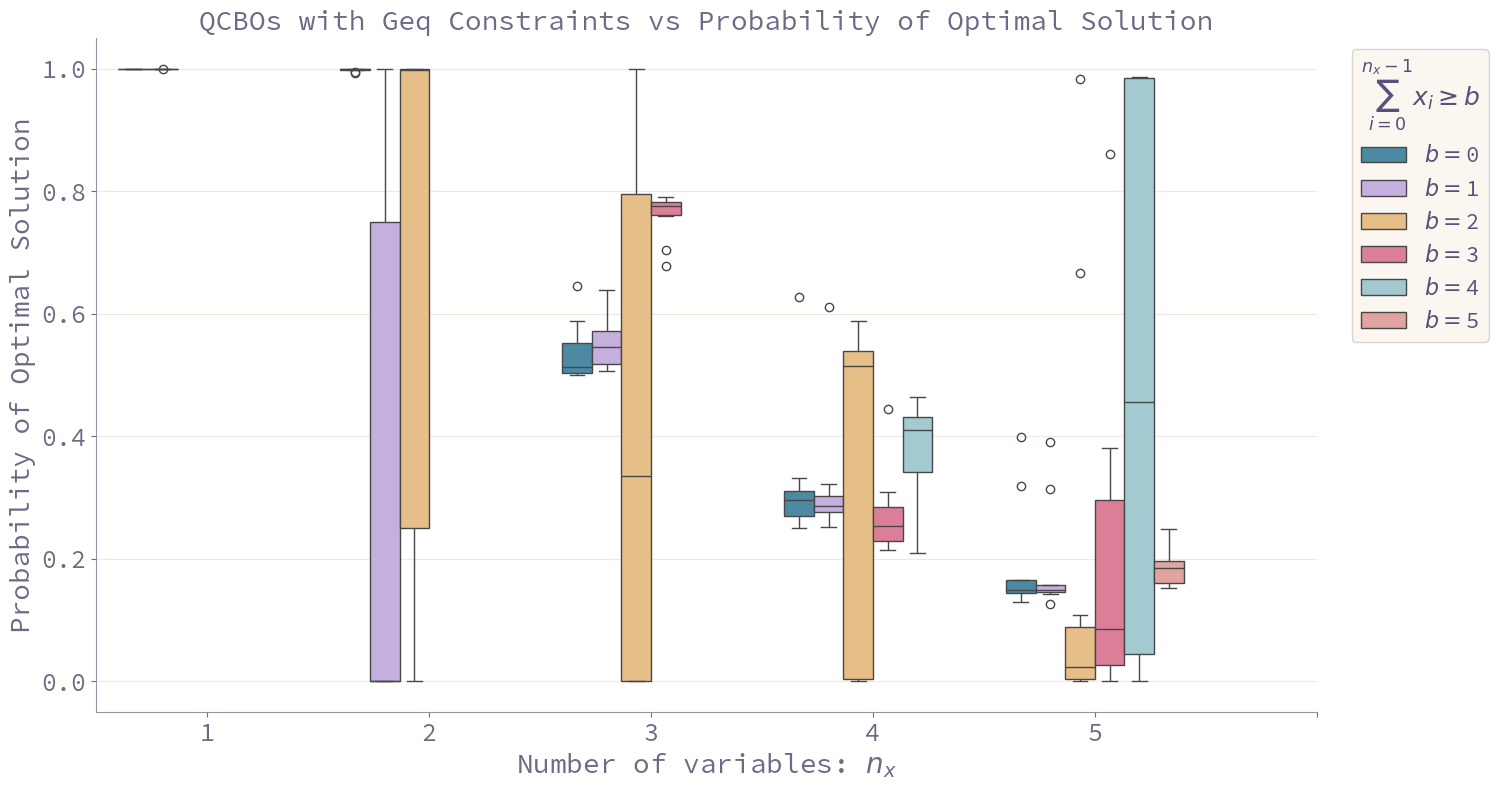 QCBOs with Geq Constraints vs Probability of Optimal Solution
Probability of Optimal Solution
1.0
0.8
0.6
0.4
0.2
0.0
1 2 3 4 5
Number of variables: $n_x$
$\sum_{i=0}^{n_x-1} x_i \geq b$
b = 0
b = 1
b = 2
b = 3
b = 4
b = 5